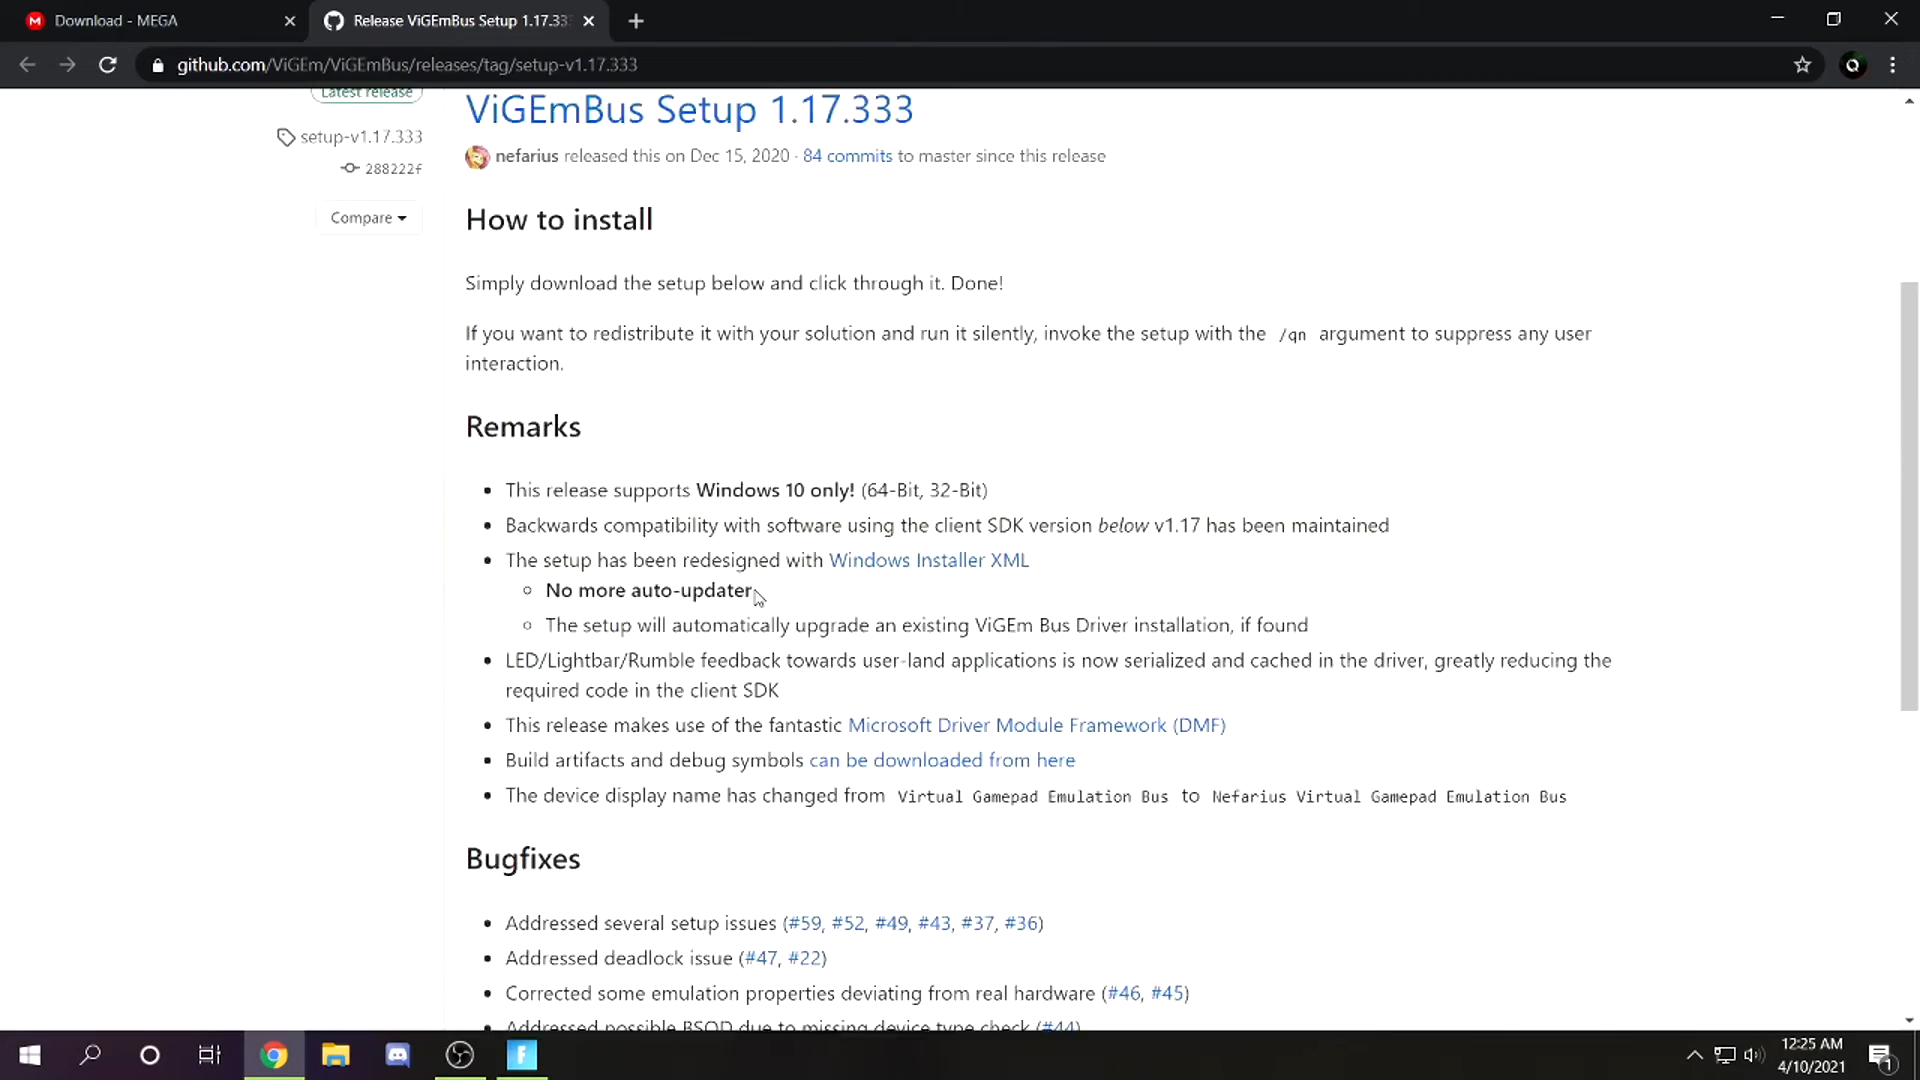 Download - MEGA
Release ViGEmBus Setup 1.17.333
github.com/ViGEm/ViGEmBus/releases/tag/setup-v1.17.333
Latest release
setup-v1.17.333
288222f
Compare
ViGEmBus Setup 1.17.333
nefarius released this on Dec 15, 2020 · 84 commits to master since this release
How to install
Simply download the setup below and click through it. Done!
If you want to redistribute it with your solution and run it silently, invoke the setup with the /qn argument to suppress any user
interaction.
Remarks
This release supports Windows 10 only! (64-Bit, 32-Bit)
Backwards compatibility with software using the client SDK version below v1.17 has been maintained
The setup has been redesigned with Windows Installer XML
No more auto-updater
The setup will automatically upgrade an existing ViGEm Bus Driver installation, if found
LED/Lightbar/Rumble feedback towards user-land applications is now serialized and cached in the driver, greatly reducing the
required code in the client SDK
This release makes use of the fantastic Microsoft Driver Module Framework (DMF)
Build artifacts and debug symbols can be downloaded from here
The device display name has changed from Virtual Gamepad Emulation Bus to Nefarius Virtual Gamepad Emulation Bus
Bugfixes
Addressed several setup issues (#59, #52, #49, #43, #37, #36)
Addressed deadlock issue (#47, #22)
Corrected some emulation properties deviating from real hardware (#46, #45)
Addressed possible BSOD due to missing device type check (#44)
12:25 AM
4/10/2021
1